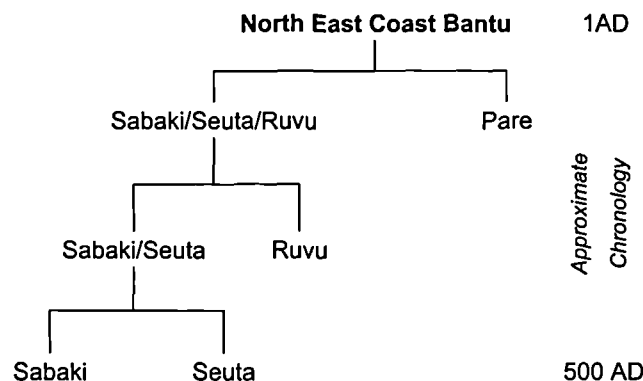 North East Coast Bantu 1AD
Sabaki/Seuta/Ruvu Pare
Approximate
Chronology
Sabaki/Seuta Ruvu
Sabaki Seuta 500 AD